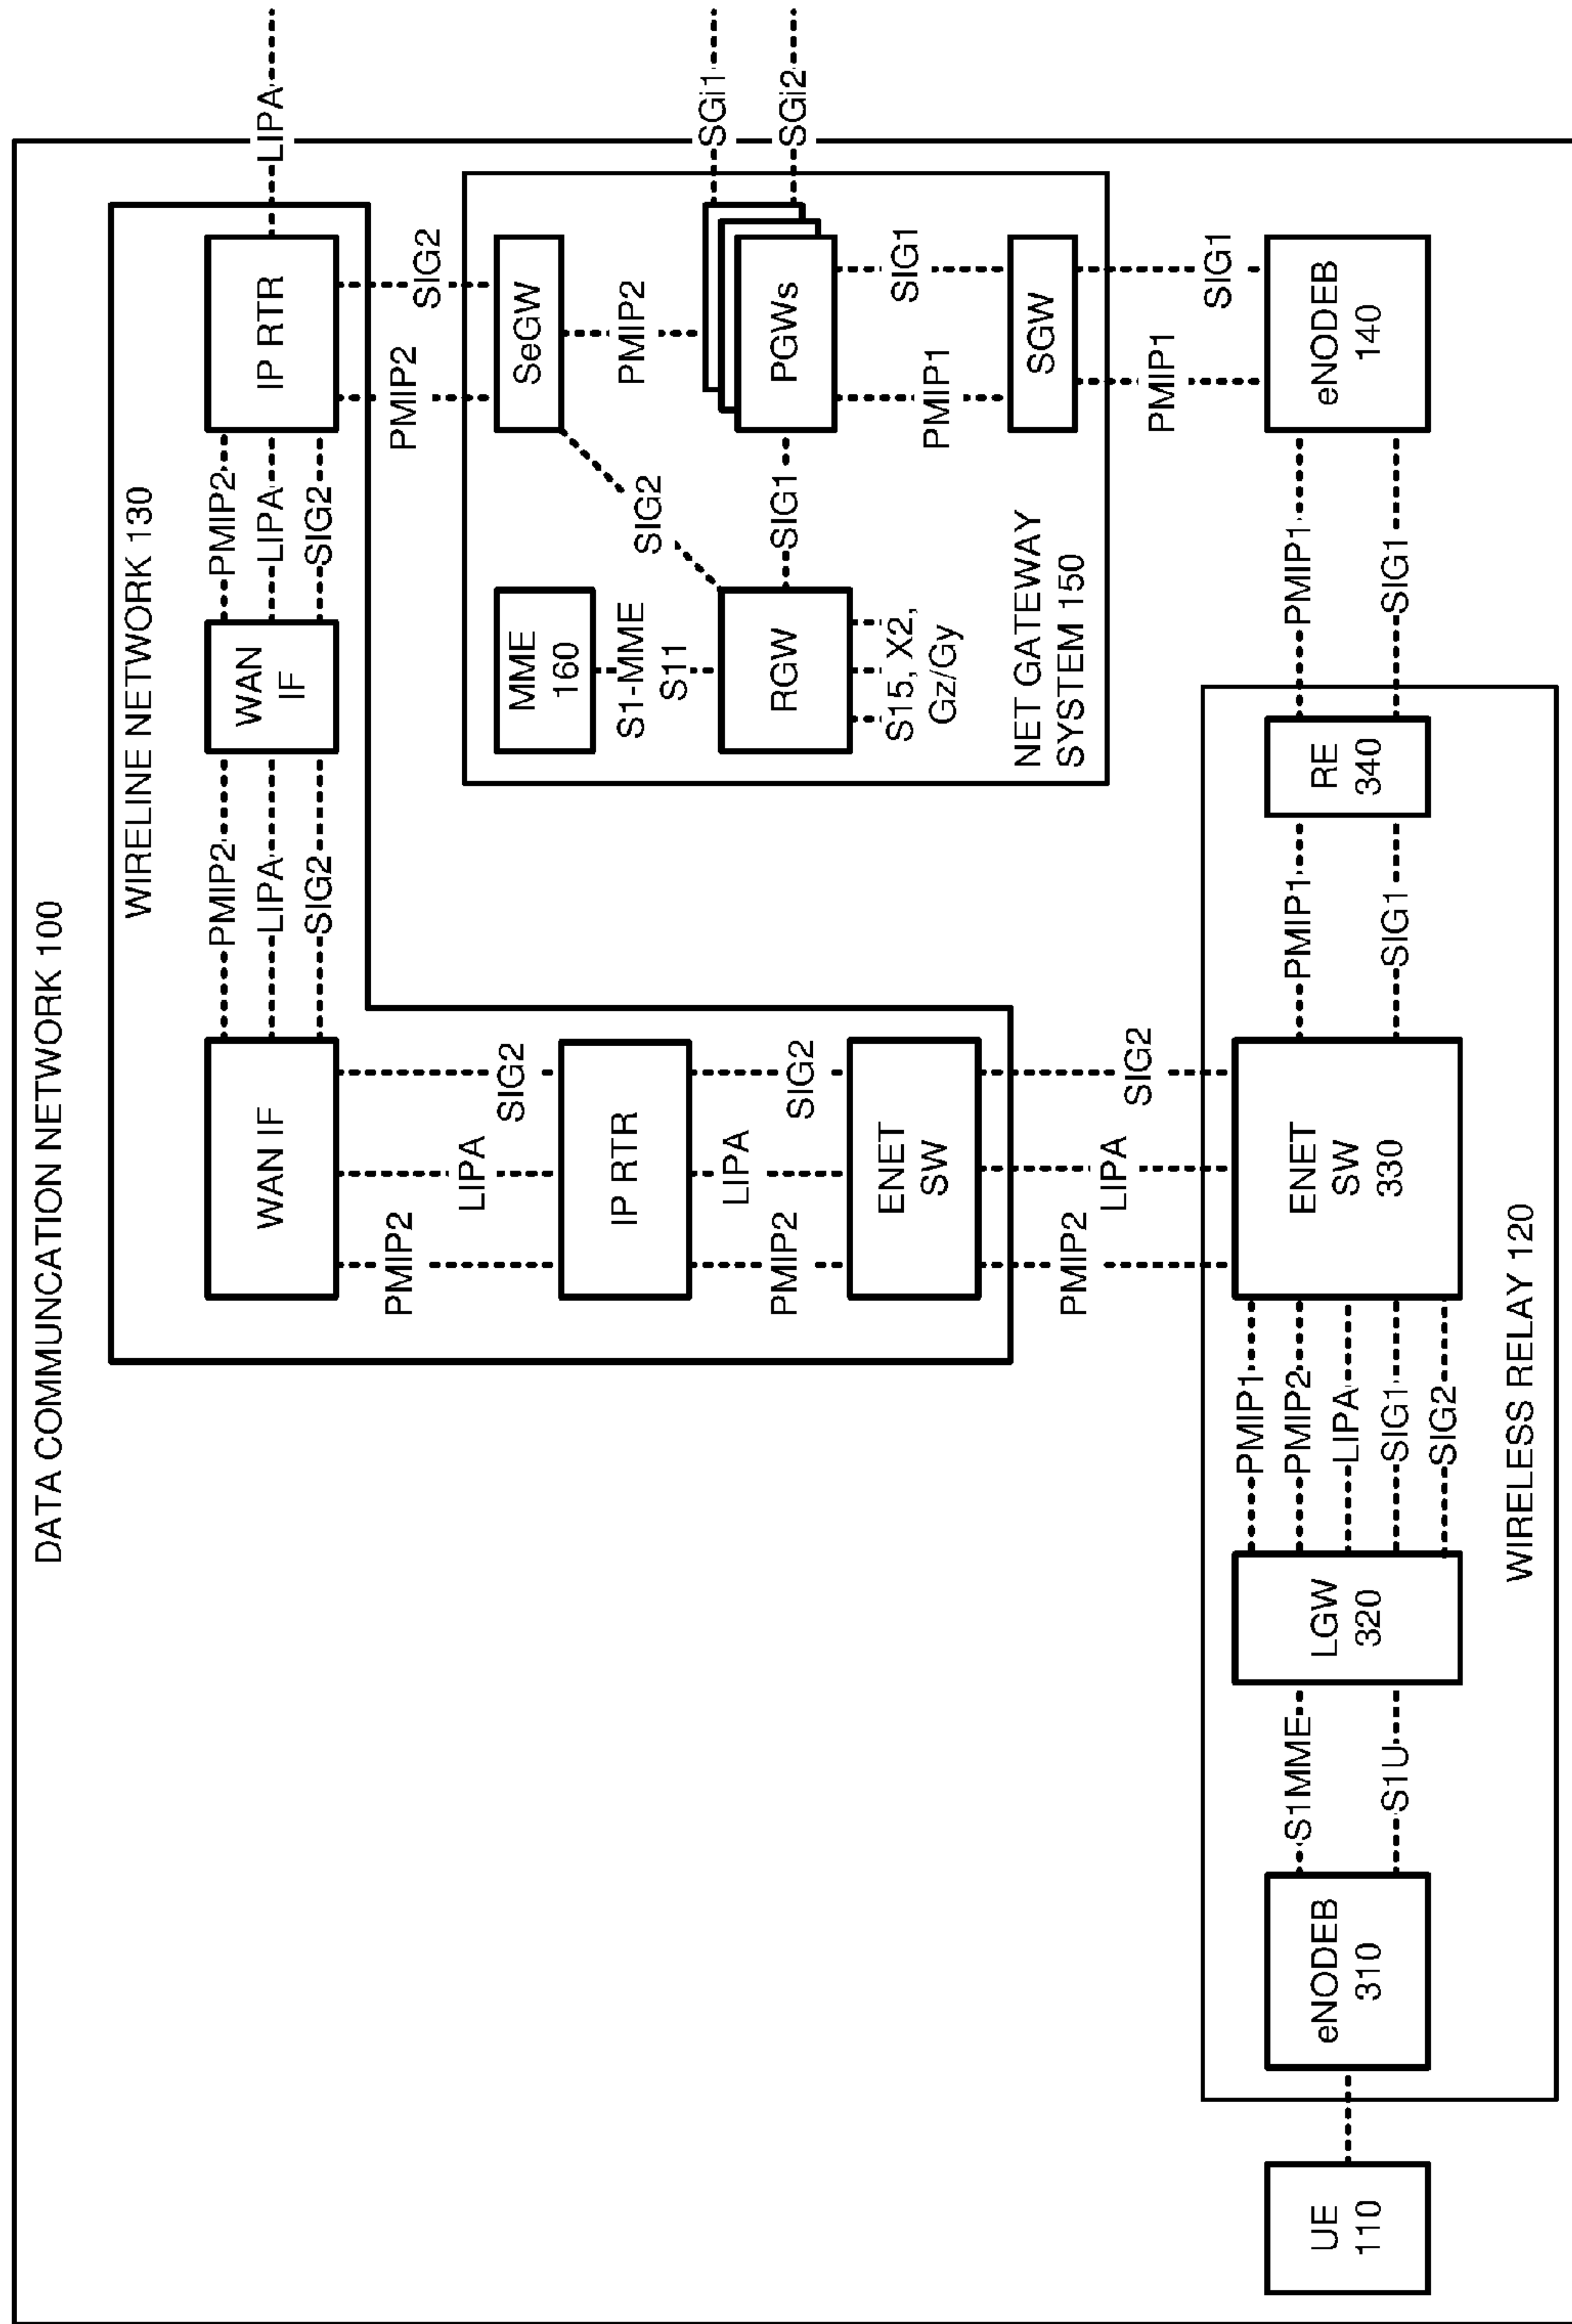 DATA COMMUNCATION NETWORK 100
WIRELINE NETWORK 130
WAN IF
PMIP2
LIPA
SIG2
WAN
IF
PMIP2
LIPA
SIG2
IP RTR
LIPA
PMIP2
LIPA
SIG2
IP RTR
PMIP2
LIPA
SIG2
ENET
SW
PMIP2
LIPA
SIG2
PMIP2
SIG2
MME
160
S1-MME
S11
RGW
S15, X2,
Gz/Gy
SIG2
SIG1
SeGW
PMIP2
PGWs
SGi1
SGi2
PMIP1
SIG1
SGW
NET GATEWAY
SYSTEM 150
PMIP1
SIG1
UE
110
eNODEB
310
S1MME
S1U
LGW
320
PMIP1
PMIP2
LIPA
SIG1
SIG2
ENET
SW
330
PMIP1
SIG1
RE
340
PMIP1
SIG1
eNODEB
140
WIRELESS RELAY 120